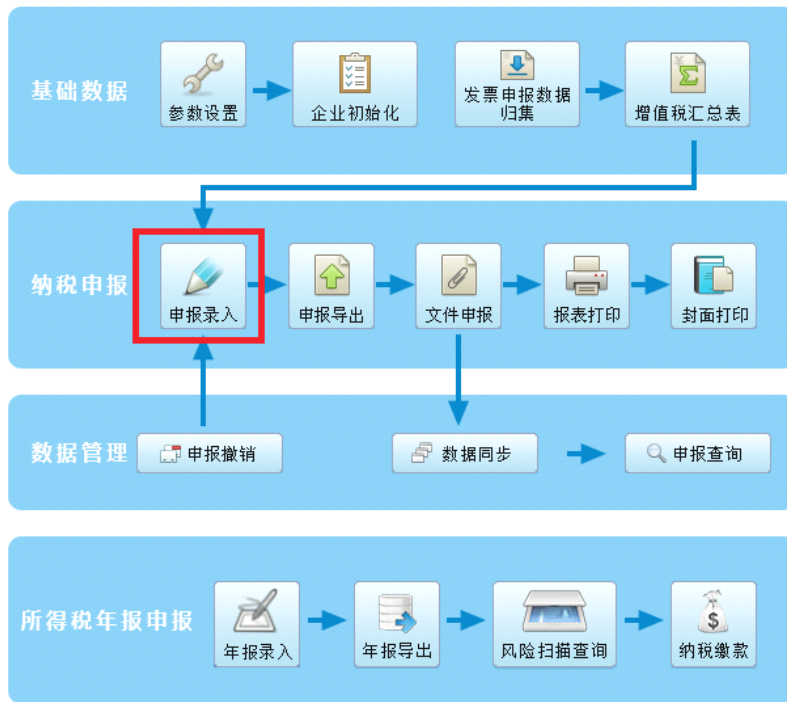 基础数据
参数设置
企业初始化
发票申报数据
归集
增值税汇总表
纳税申报
申报录入
申报导出
文件申报
报表打印
封面打印
数据管理
申报撤销
数据同步
申报查询
所得税年报申报
年报录入
年报导出
风险扫描查询
纳税缴款